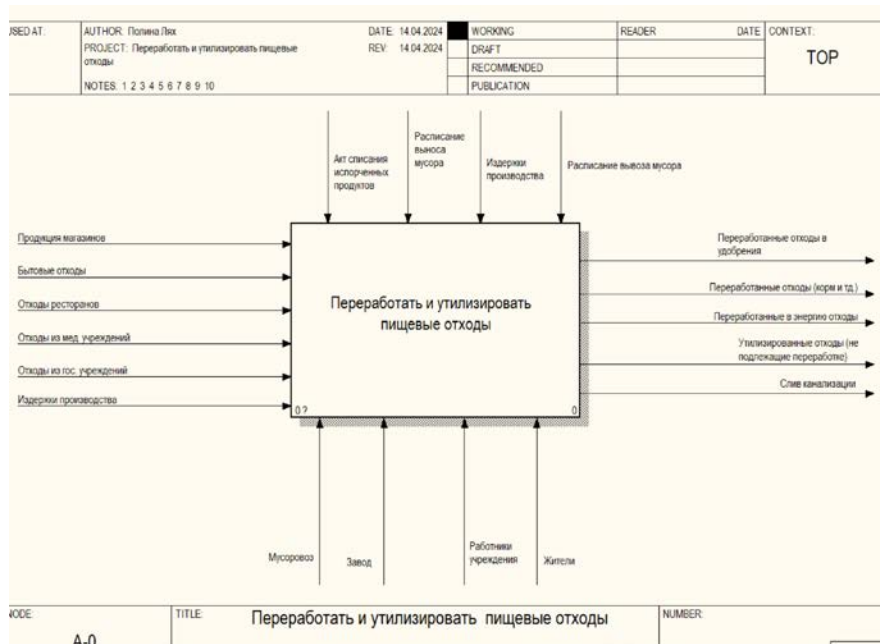 USED AT:
AUTHOR: Полина Лях
DATE: 14.04.2024
WORKING
READER
DATE
CONTEXT:
PROJECT: Переработать и утилизировать пищевые
отходы
REV: 14.04.2024
DRAFT
TOP
RECOMMENDED
NOTES: 1 2 3 4 5 6 7 8 9 10
PUBLICATION
Акт списания
испорченных
продуктов
Расписание
выноса
мусора
Издержки
производства
Расписание вывоза мусора
Продукция магазинов
Бытовые отходы
Отходы ресторанов
Отходы из мед. учреждений
Отходы из гос. учреждений
Издержки производства
Переработать и утилизировать
пищевые отходы
0 ?
0
Переработанные отходы в
удобрения
Переработанные отходы (корм и тд.)
Переработанные в энергию отходы
Утилизированные отходы (не
подлежащие переработке)
Слив канализации
Мусоровоз
Завод
Работники
учреждения
Жители
NODE:
A-0
TITLE:
Переработать и утилизировать пищевые отходы
NUMBER: